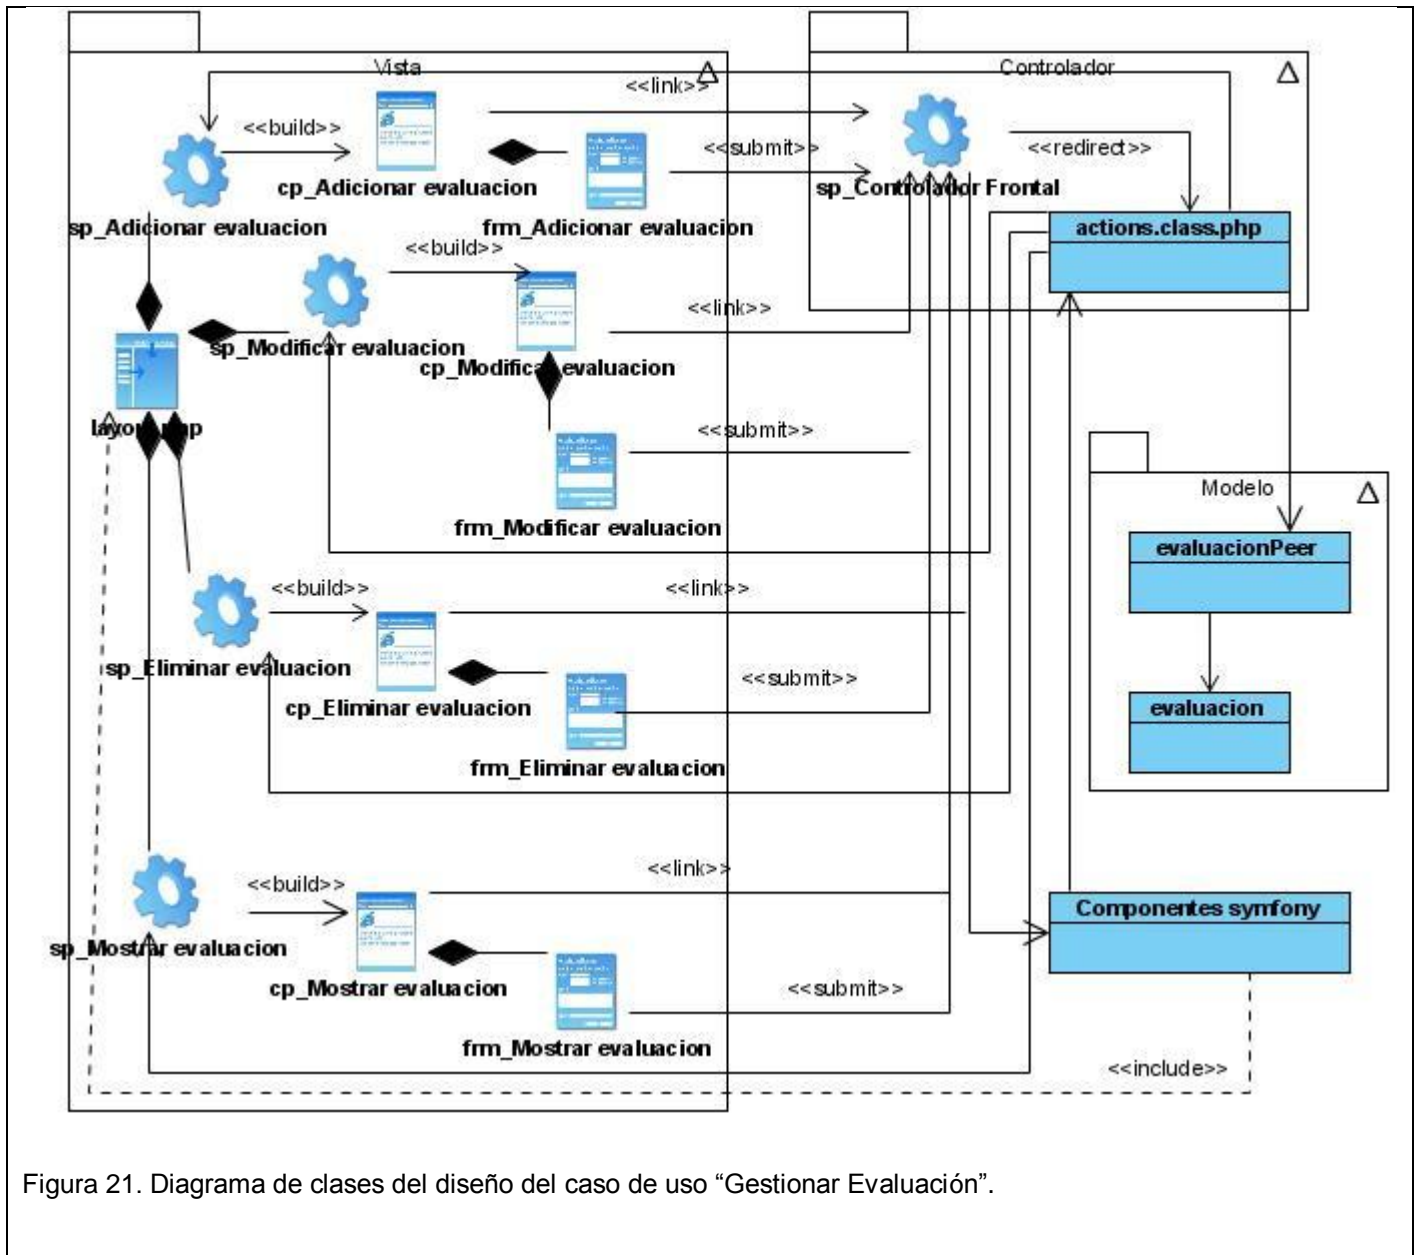 Vista
Controlador
<<link>>
<<build>>
<<submit>>
<<redirect>>
cp_Adicionar evaluacion
sp_Controlador Frontal
sp_Adicionar evaluacion
frm_Adicionar evaluacion
actions.class.php
<<build>>
<<link>>
sp_Modificar evaluacion
cp_Modificar evaluacion
layout.php
<<submit>>
Modelo
frm_Modificar evaluacion
evaluacionPeer
<<build>>
<<link>>
sp_Eliminar evaluacion
<<submit>>
cp_Eliminar evaluacion
evaluacion
frm_Eliminar evaluacion
<<link>>
<<build>>
Componentes symfony
sp_Mostrar evaluacion
cp_Mostrar evaluacion
<<submit>>
frm_Mostrar evaluacion
<<include>>
Figura 21. Diagrama de clases del diseño del caso de uso “Gestionar Evaluación”.